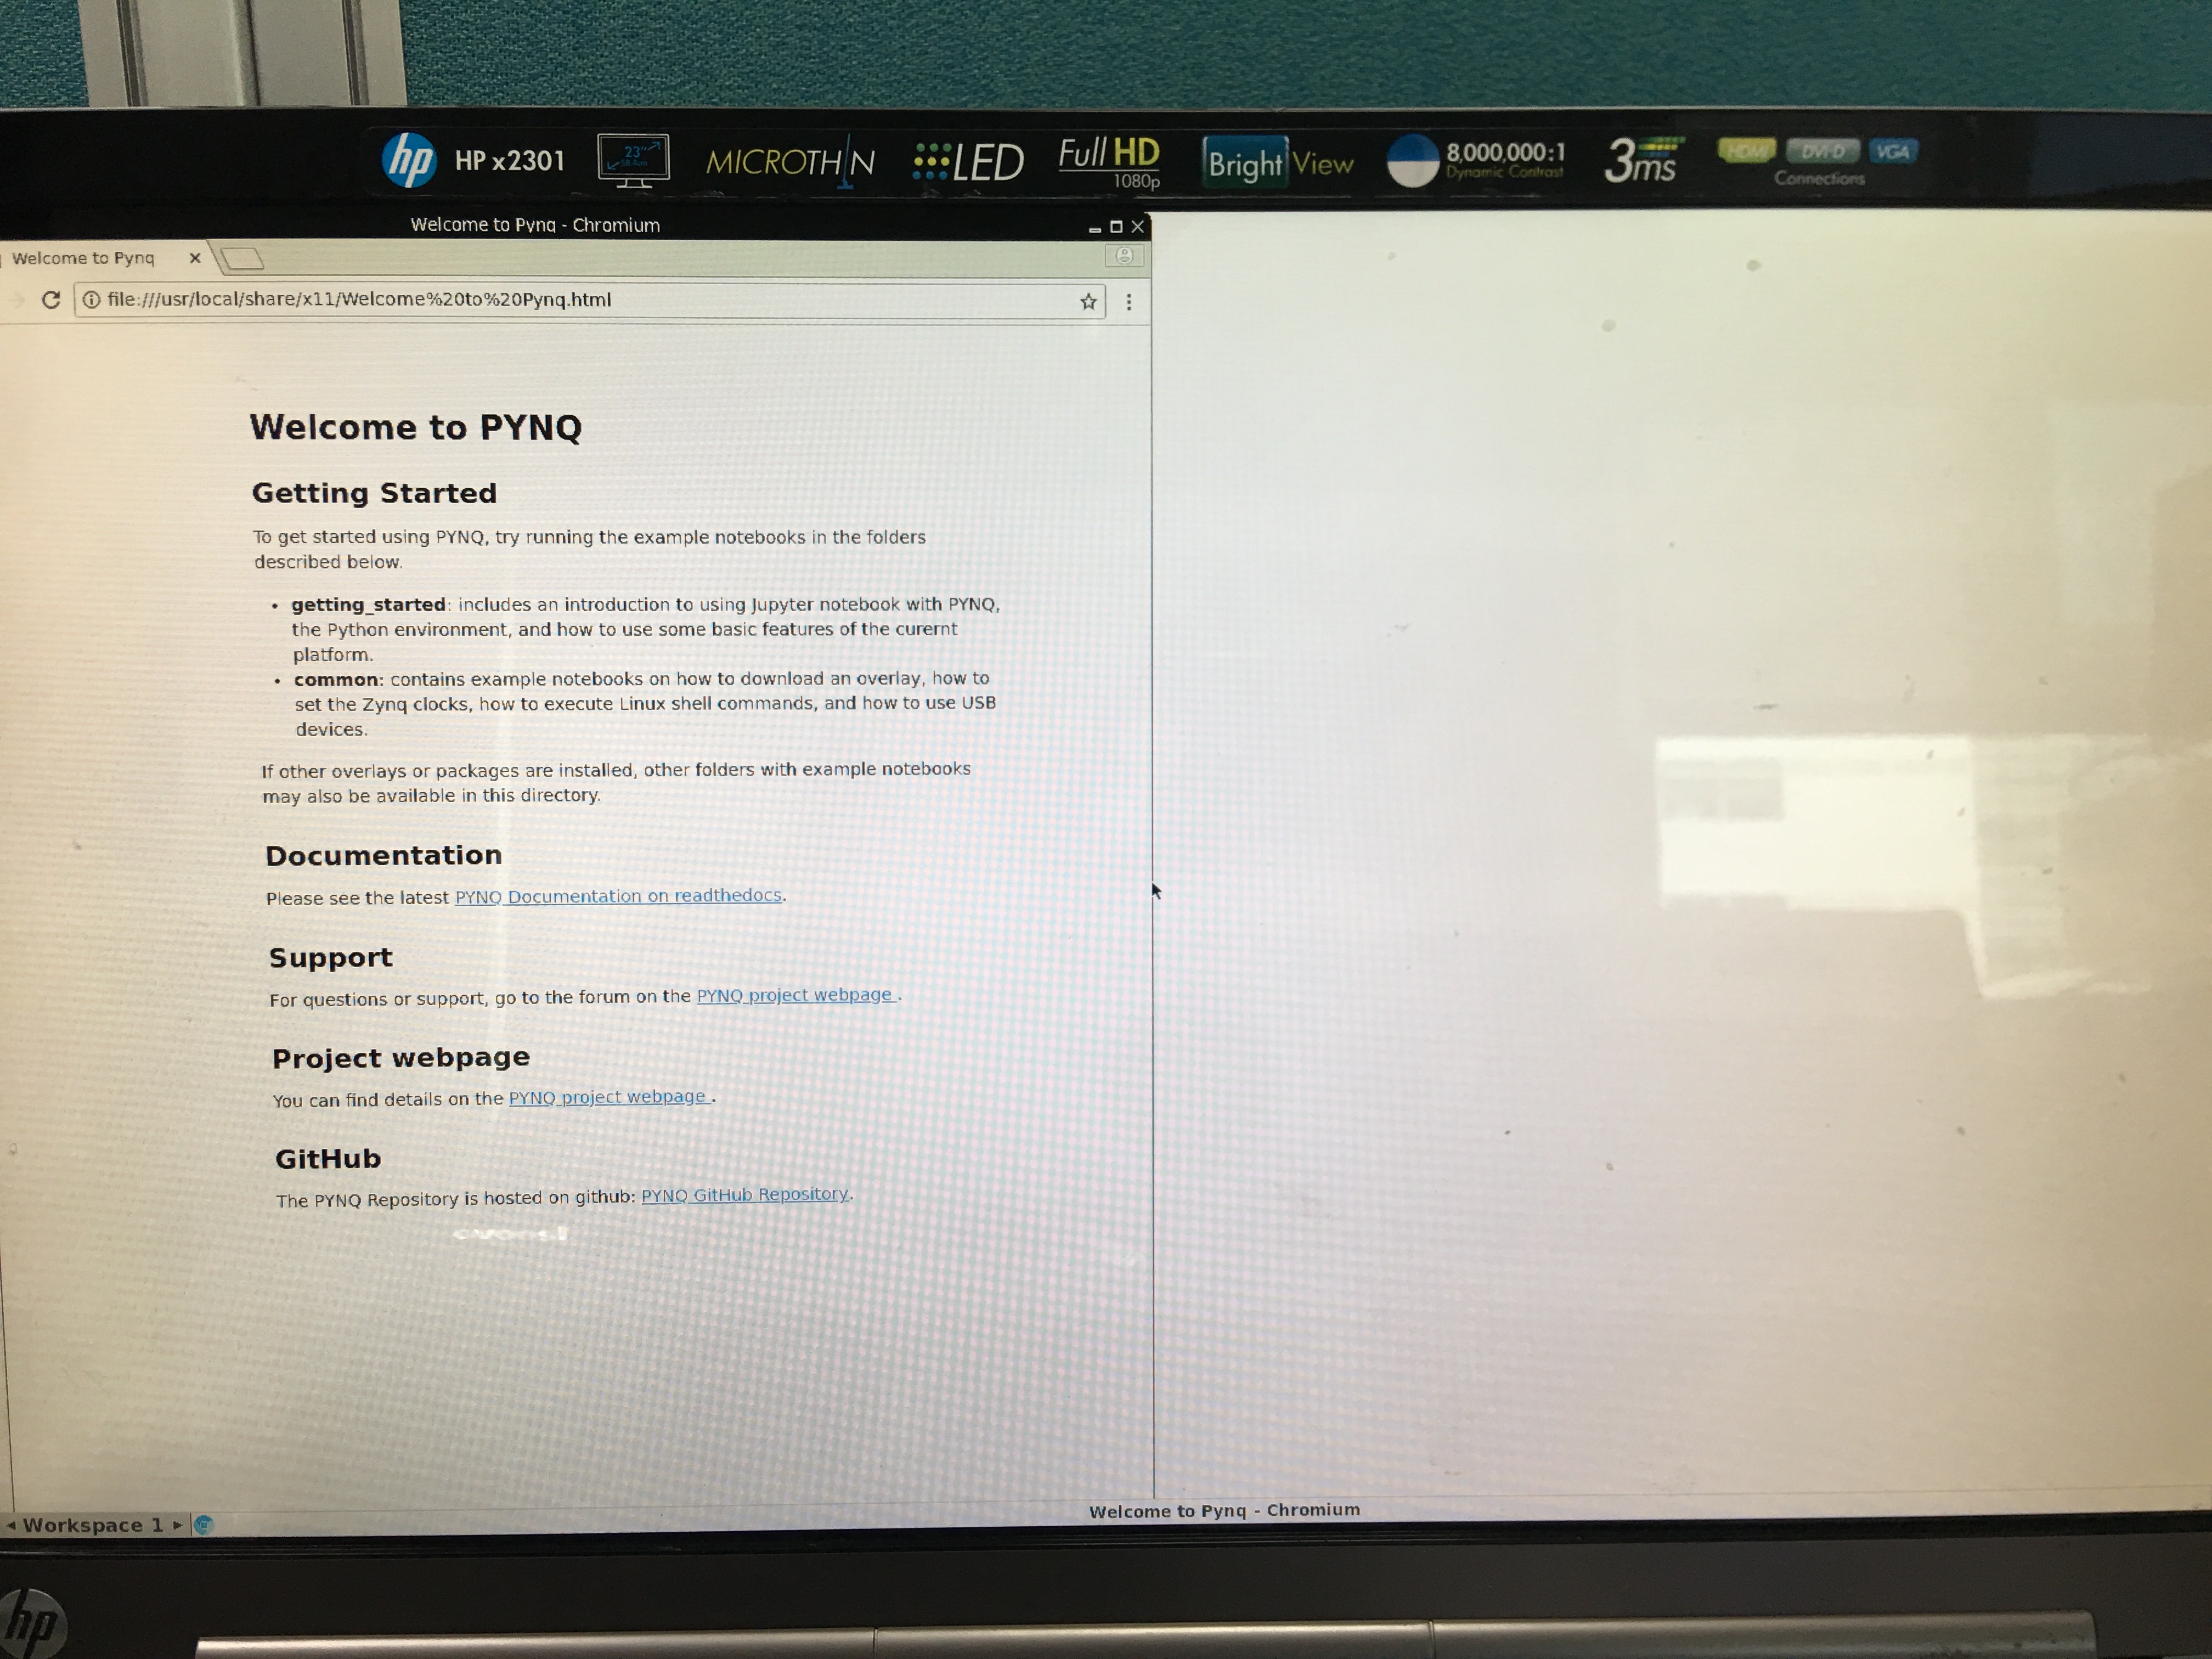 hp HP x2301 23" MICROTHIN LED Full HD 1080p Bright View 8,000,000:1 Dynamic Contrast 3ms HDMI DVI-D VGA Connections
Welcome to Pynq - Chromium
Welcome to Pynq
file:///usr/local/share/x11/Welcome%20to%20Pynq.html
Welcome to PYNQ
Getting Started
To get started using PYNQ, try running the example notebooks in the folders
described below.
• getting_started: includes an introduction to using Jupyter notebook with PYNQ,
the Python environment, and how to use some basic features of the curernt
platform.
• common: contains example notebooks on how to download an overlay, how to
set the Zynq clocks, how to execute Linux shell commands, and how to use USB
devices.
If other overlays or packages are installed, other folders with example notebooks
may also be available in this directory.
Documentation
Please see the latest PYNQ Documentation on readthedocs.
Support
For questions or support, go to the forum on the PYNQ project webpage .
Project webpage
You can find details on the PYNQ project webpage .
GitHub
The PYNQ Repository is hosted on github: PYNQ GitHub Repository.
Welcome to Pynq - Chromium
Workspace 1
hp